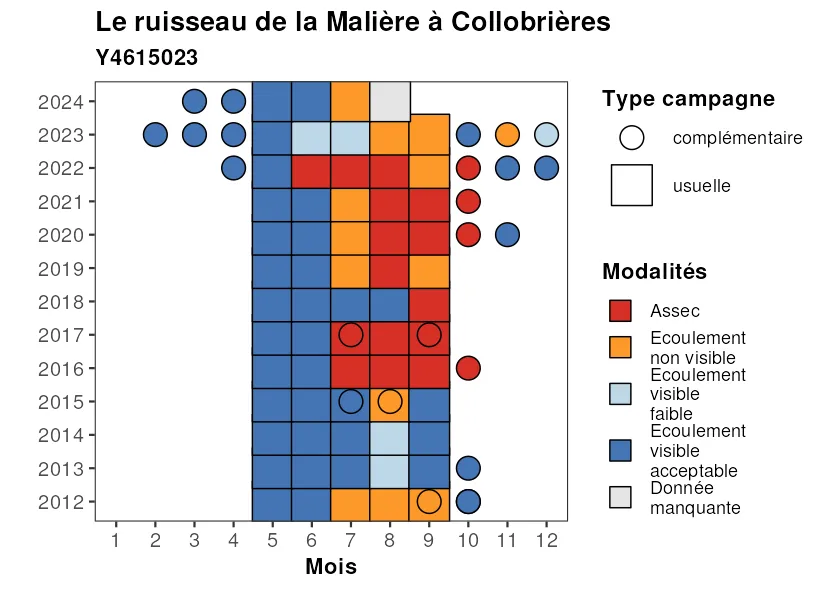 Le ruisseau de la Malière à Collobrières
Y4615023
2024
2023
2022
2021
2020
2019
2018
2017
2016
2015
2014
2013
2012
1 2 3 4 5 6 7 8 9 10 11 12
Mois
Type campagne
complémentaire
usuelle
Modalités
Assec
Ecoulement
non visible
Ecoulement
visible
faible
Ecoulement
visible
acceptable
Donnée
manquante